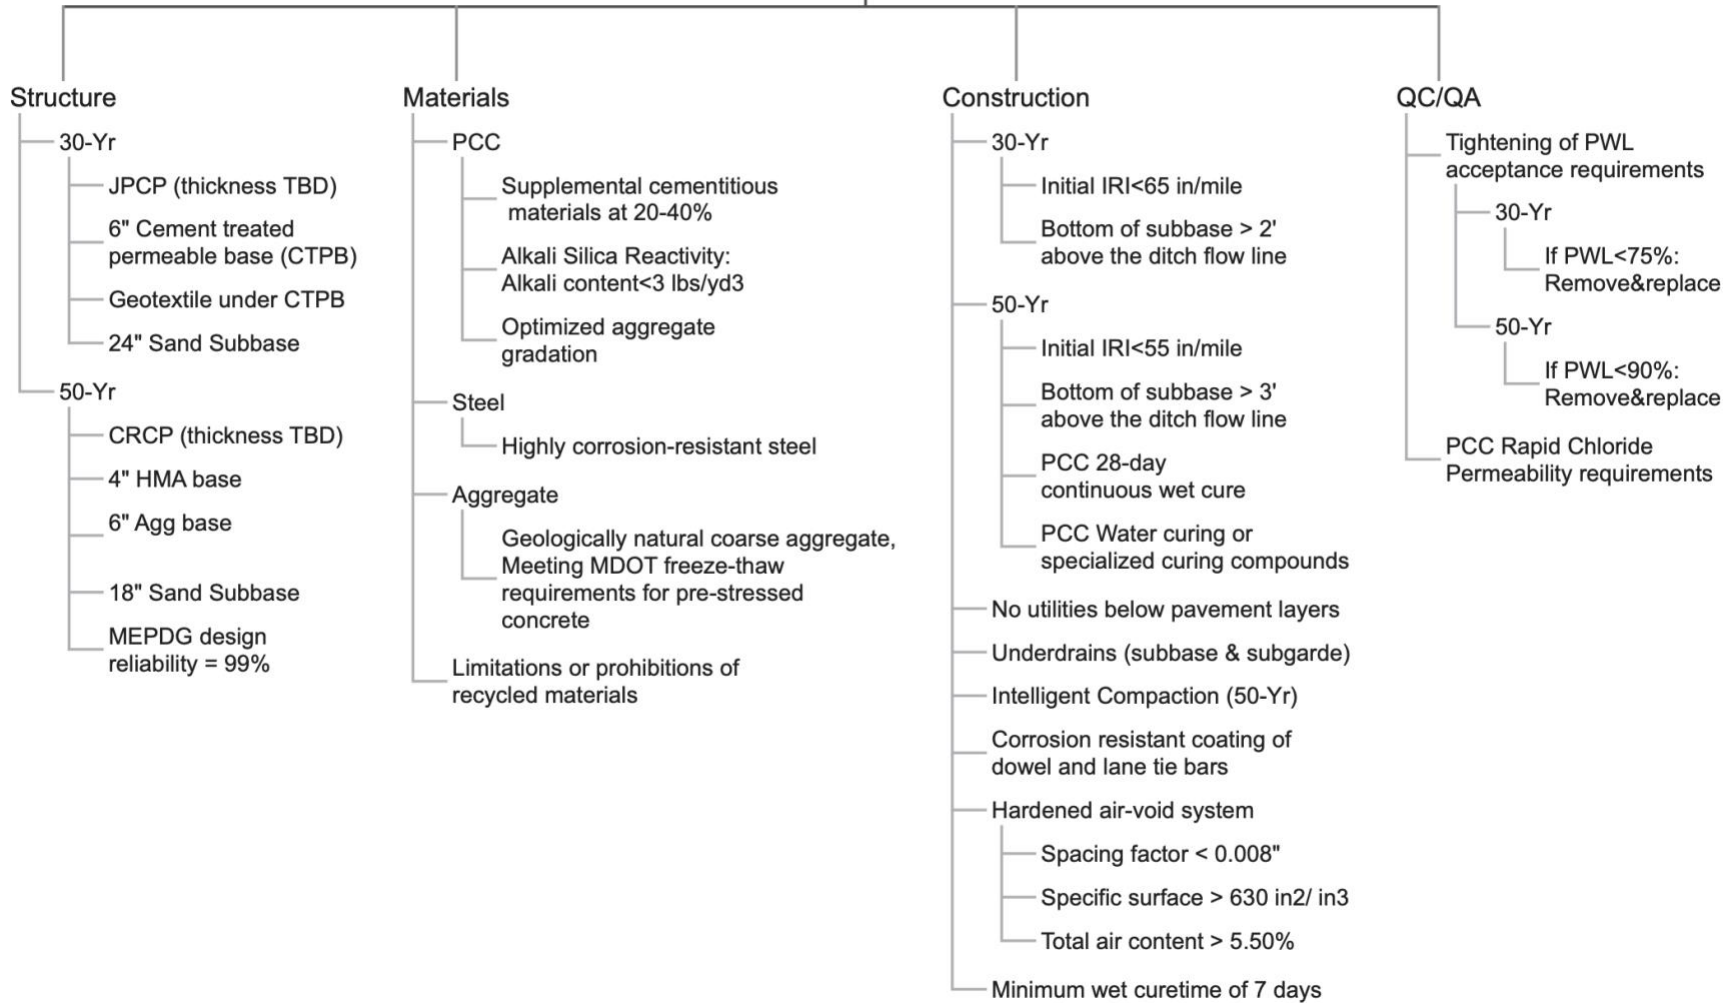 Structure
30-Yr
JPCP (thickness TBD)
6" Cement treated
permeable base (CTPB)
Geotextile under CTPB
24" Sand Subbase
50-Yr
CRCP (thickness TBD)
4" HMA base
6" Agg base
18" Sand Subbase
MEPDG design
reliability = 99%
Materials
PCC
Supplemental cementitious
materials at 20-40%
Alkali Silica Reactivity:
Alkali content<3 lbs/yd3
Optimized aggregate
gradation
Steel
Highly corrosion-resistant steel
Aggregate
Geologically natural coarse aggregate,
Meeting MDOT freeze-thaw
requirements for pre-stressed
concrete
Limitations or prohibitions of
recycled materials
Construction
30-Yr
Initial IRI<65 in/mile
Bottom of subbase > 2'
above the ditch flow line
50-Yr
Initial IRI<55 in/mile
Bottom of subbase > 3'
above the ditch flow line
PCC 28-day
continuous wet cure
PCC Water curing or
specialized curing compounds
No utilities below pavement layers
Underdrains (subbase & subgarde)
Intelligent Compaction (50-Yr)
Corrosion resistant coating of
dowel and lane tie bars
Hardened air-void system
Spacing factor < 0.008"
Specific surface > 630 in2/ in3
Total air content > 5.50%
Minimum wet curetime of 7 days
QC/QA
Tightening of PWL
acceptance requirements
30-Yr
If PWL<75%:
Remove&replace
50-Yr
If PWL<90%:
Remove&replace
PCC Rapid Chloride
Permeability requirements